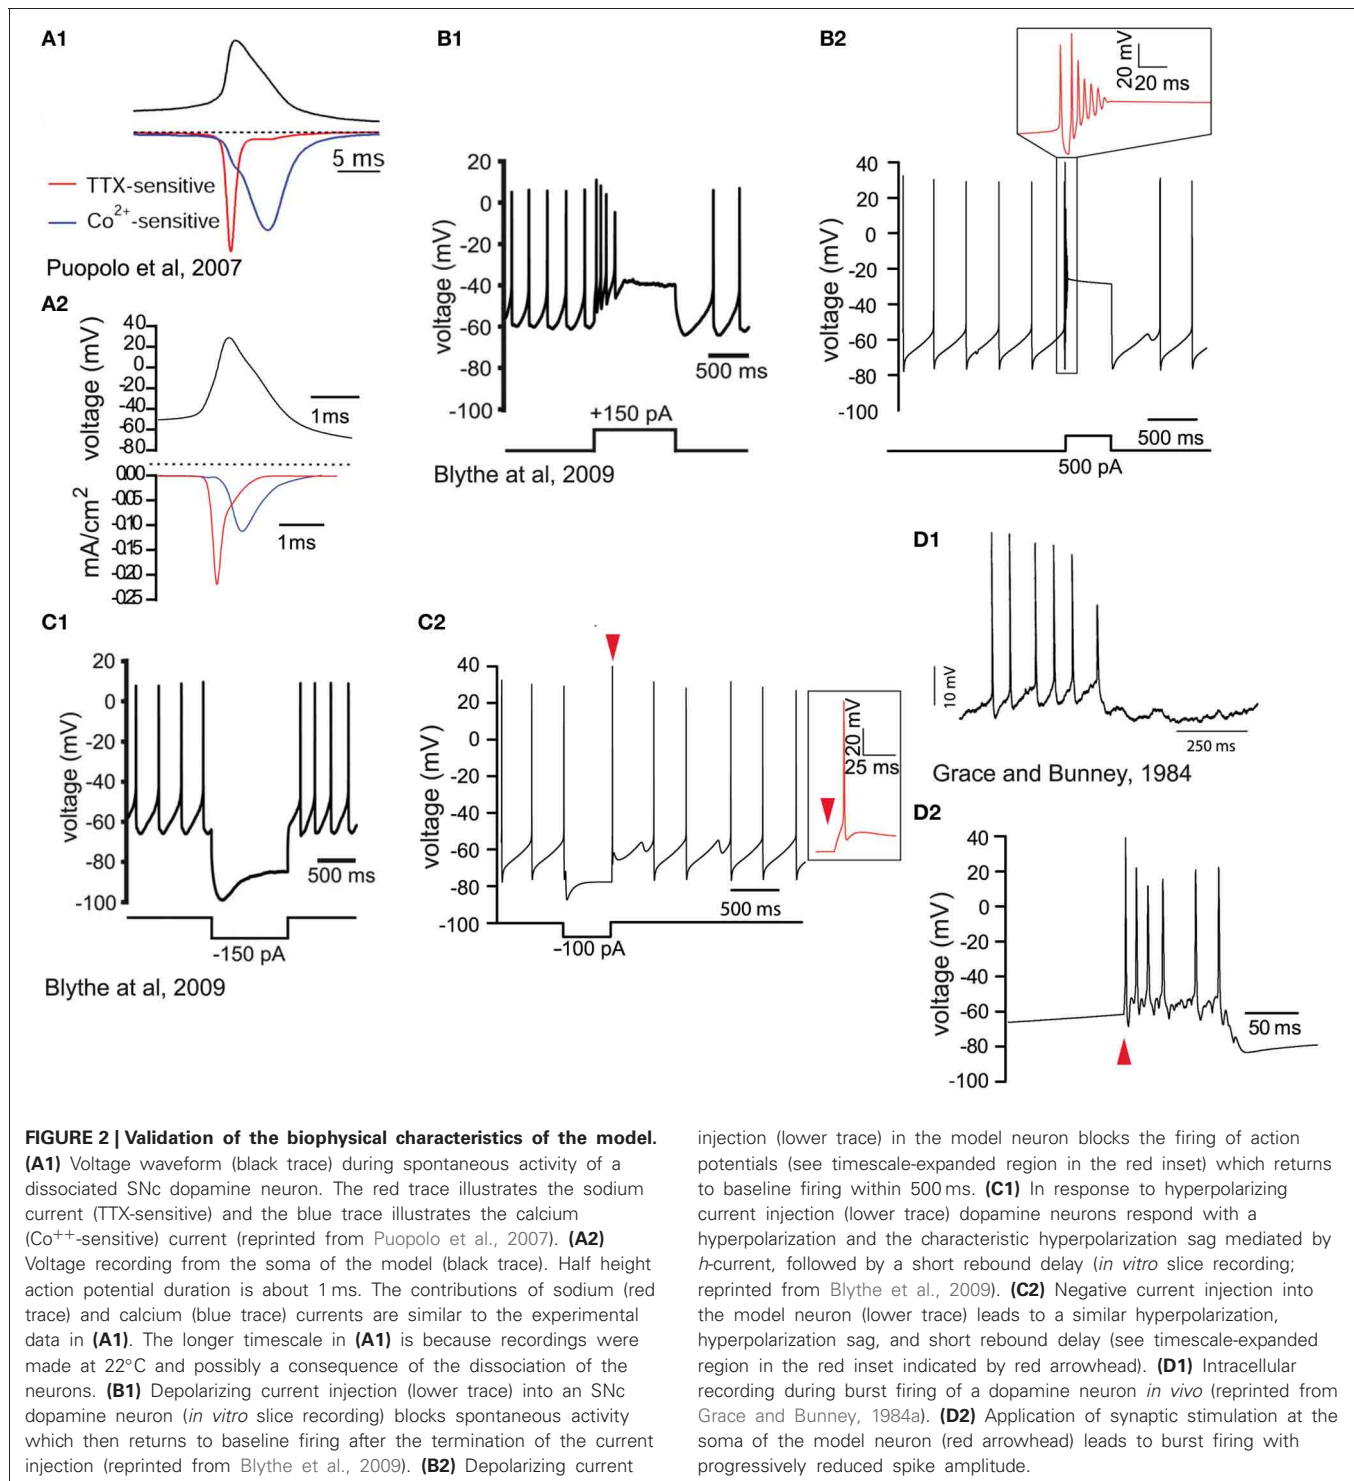 A1
5 ms
TTX-sensitive
Co2+-sensitive
Puopolo et al, 2007
A2
voltage (mV)
40
20
0
-20
-40
-60
-80
1ms
mA/cm2
0.00
-0.05
-0.10
-0.15
-0.20
-0.25
1ms
B1
voltage (mV)
20
0
-20
-40
-60
-80
-100
500 ms
+150 pA
Blythe at al, 2009
B2
20 mV
20 ms
voltage (mV)
40
20
0
-20
-40
-60
-80
-100
500 ms
500 pA
C1
voltage (mV)
20
0
-20
-40
-60
-80
-100
500 ms
-150 pA
Blythe at al, 2009
C2
voltage (mV)
40
20
0
-20
-40
-60
-80
-100
20 mV
25 ms
500 ms
-100 pA
D1
10 mV
250 ms
Grace and Bunney, 1984
D2
voltage (mV)
40
20
0
-20
-40
-60
-80
-100
50 ms
FIGURE 2 | Validation of the biophysical characteristics of the model.
(A1) Voltage waveform (black trace) during spontaneous activity of a
dissociated SNc dopamine neuron. The red trace illustrates the sodium
current (TTX-sensitive) and the blue trace illustrates the calcium
(Co++-sensitive) current (reprinted from Puopolo et al., 2007). (A2)
Voltage recording from the soma of the model (black trace). Half height
action potential duration is about 1 ms. The contributions of sodium (red
trace) and calcium (blue trace) currents are similar to the experimental
data in (A1). The longer timescale in (A1) is because recordings were
made at 22°C and possibly a consequence of the dissociation of the
neurons. (B1) Depolarizing current injection (lower trace) into an SNc
dopamine neuron (in vitro slice recording) blocks spontaneous activity
which then returns to baseline firing after the termination of the current
injection (reprinted from Blythe et al., 2009). (B2) Depolarizing current
injection (lower trace) in the model neuron blocks the firing of action
potentials (see timescale-expanded region in the red inset) which returns
to baseline firing within 500 ms. (C1) In response to hyperpolarizing
current injection (lower trace) dopamine neurons respond with a
hyperpolarization and the characteristic hyperpolarization sag mediated by
h-current, followed by a short rebound delay (in vitro slice recording;
reprinted from Blythe et al., 2009). (C2) Negative current injection into
the model neuron (lower trace) leads to a similar hyperpolarization,
hyperpolarization sag, and short rebound delay (see timescale-expanded
region in the red inset indicated by red arrowhead). (D1) Intracellular
recording during burst firing of a dopamine neuron in vivo (reprinted from
Grace and Bunney, 1984a). (D2) Application of synaptic stimulation at the
soma of the model neuron (red arrowhead) leads to burst firing with
progressively reduced spike amplitude.